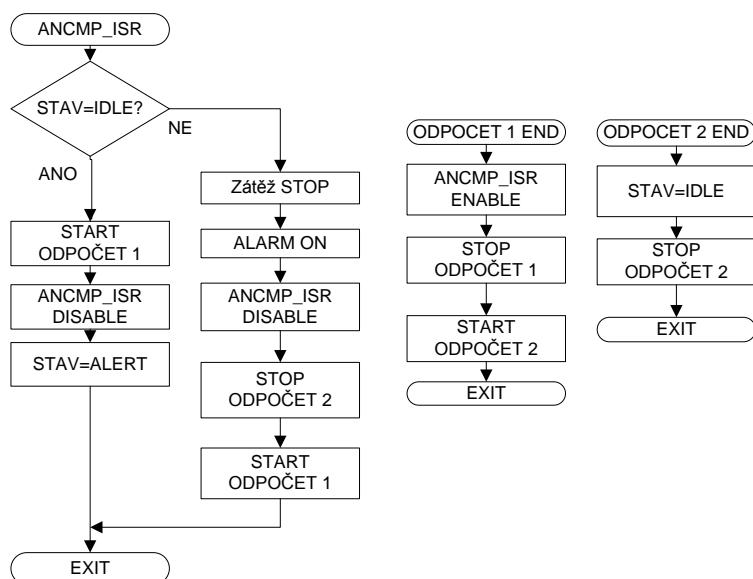 ANCMP_ISR
STAV=IDLE?
NE
ANO
START
ODPOČET 1
ANCMP_ISR
DISABLE
STAV=ALERT
Zátěž STOP
ALARM ON
ANCMP_ISR
DISABLE
STOP
ODPOČET 2
START
ODPOČET 1
EXIT
ODPOCET 1 END
ANCMP_ISR
ENABLE
STOP
ODPOČET 1
START
ODPOČET 2
EXIT
ODPOCET 2 END
STAV=IDLE
STOP
ODPOČET 2
EXIT